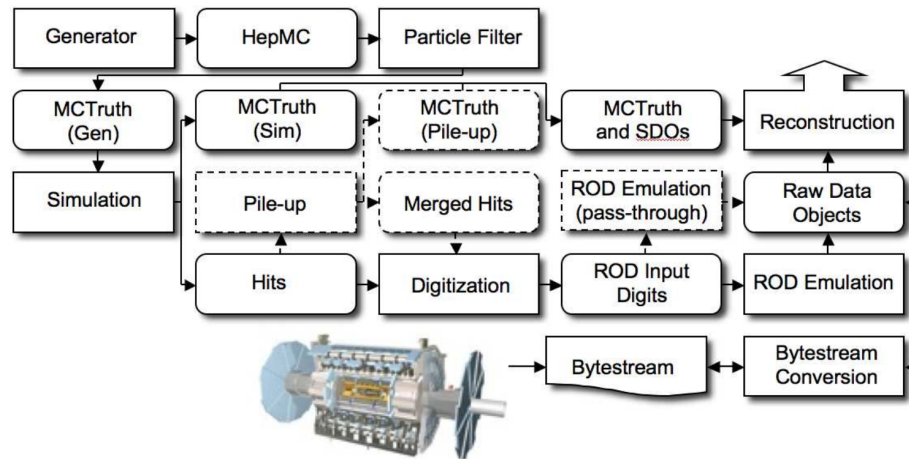 Generator
HepMC
Particle Filter
MCTruth
(Gen)
MCTruth
(Sim)
MCTruth
(Pile-up)
MCTruth
and SDOs
Reconstruction
Simulation
Pile-up
Merged Hits
ROD Emulation
(pass-through)
Raw Data
Objects
Hits
Digitization
ROD Input
Digits
ROD Emulation
Bytestream
Bytestream
Conversion